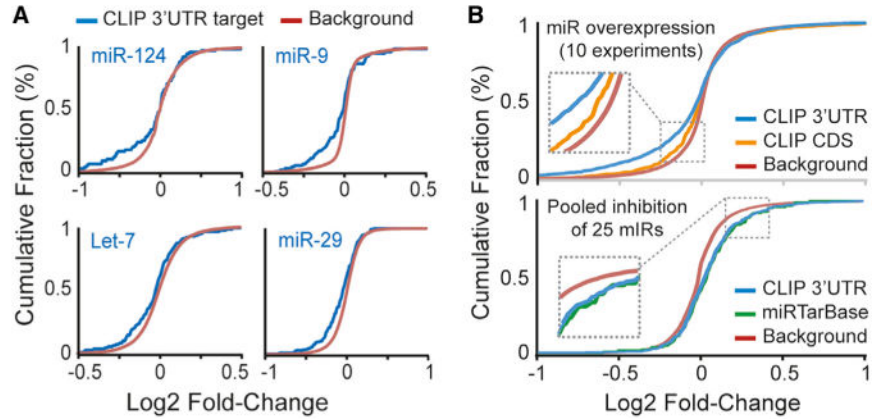 A
CLIP 3'UTR target
Background
Cumulative Fraction (%)
miR-124
1
0.5
0
-1
0
1
miR-9
-0.5
0
0.5
Let-7
1
0.5
0
-0.5
0
0.5
miR-29
-1
0
1
Log2 Fold-Change
B
Cumulative Fraction (%)
miR overexpression
(10 experiments)
1
0.5
0
CLIP 3'UTR
CLIP CDS
Background
Pooled inhibition
of 25 mIRs
1
0.5
0
CLIP 3'UTR
miRTarBase
Background
-1
-0.5
0
0.5
1
Log2 Fold-Change